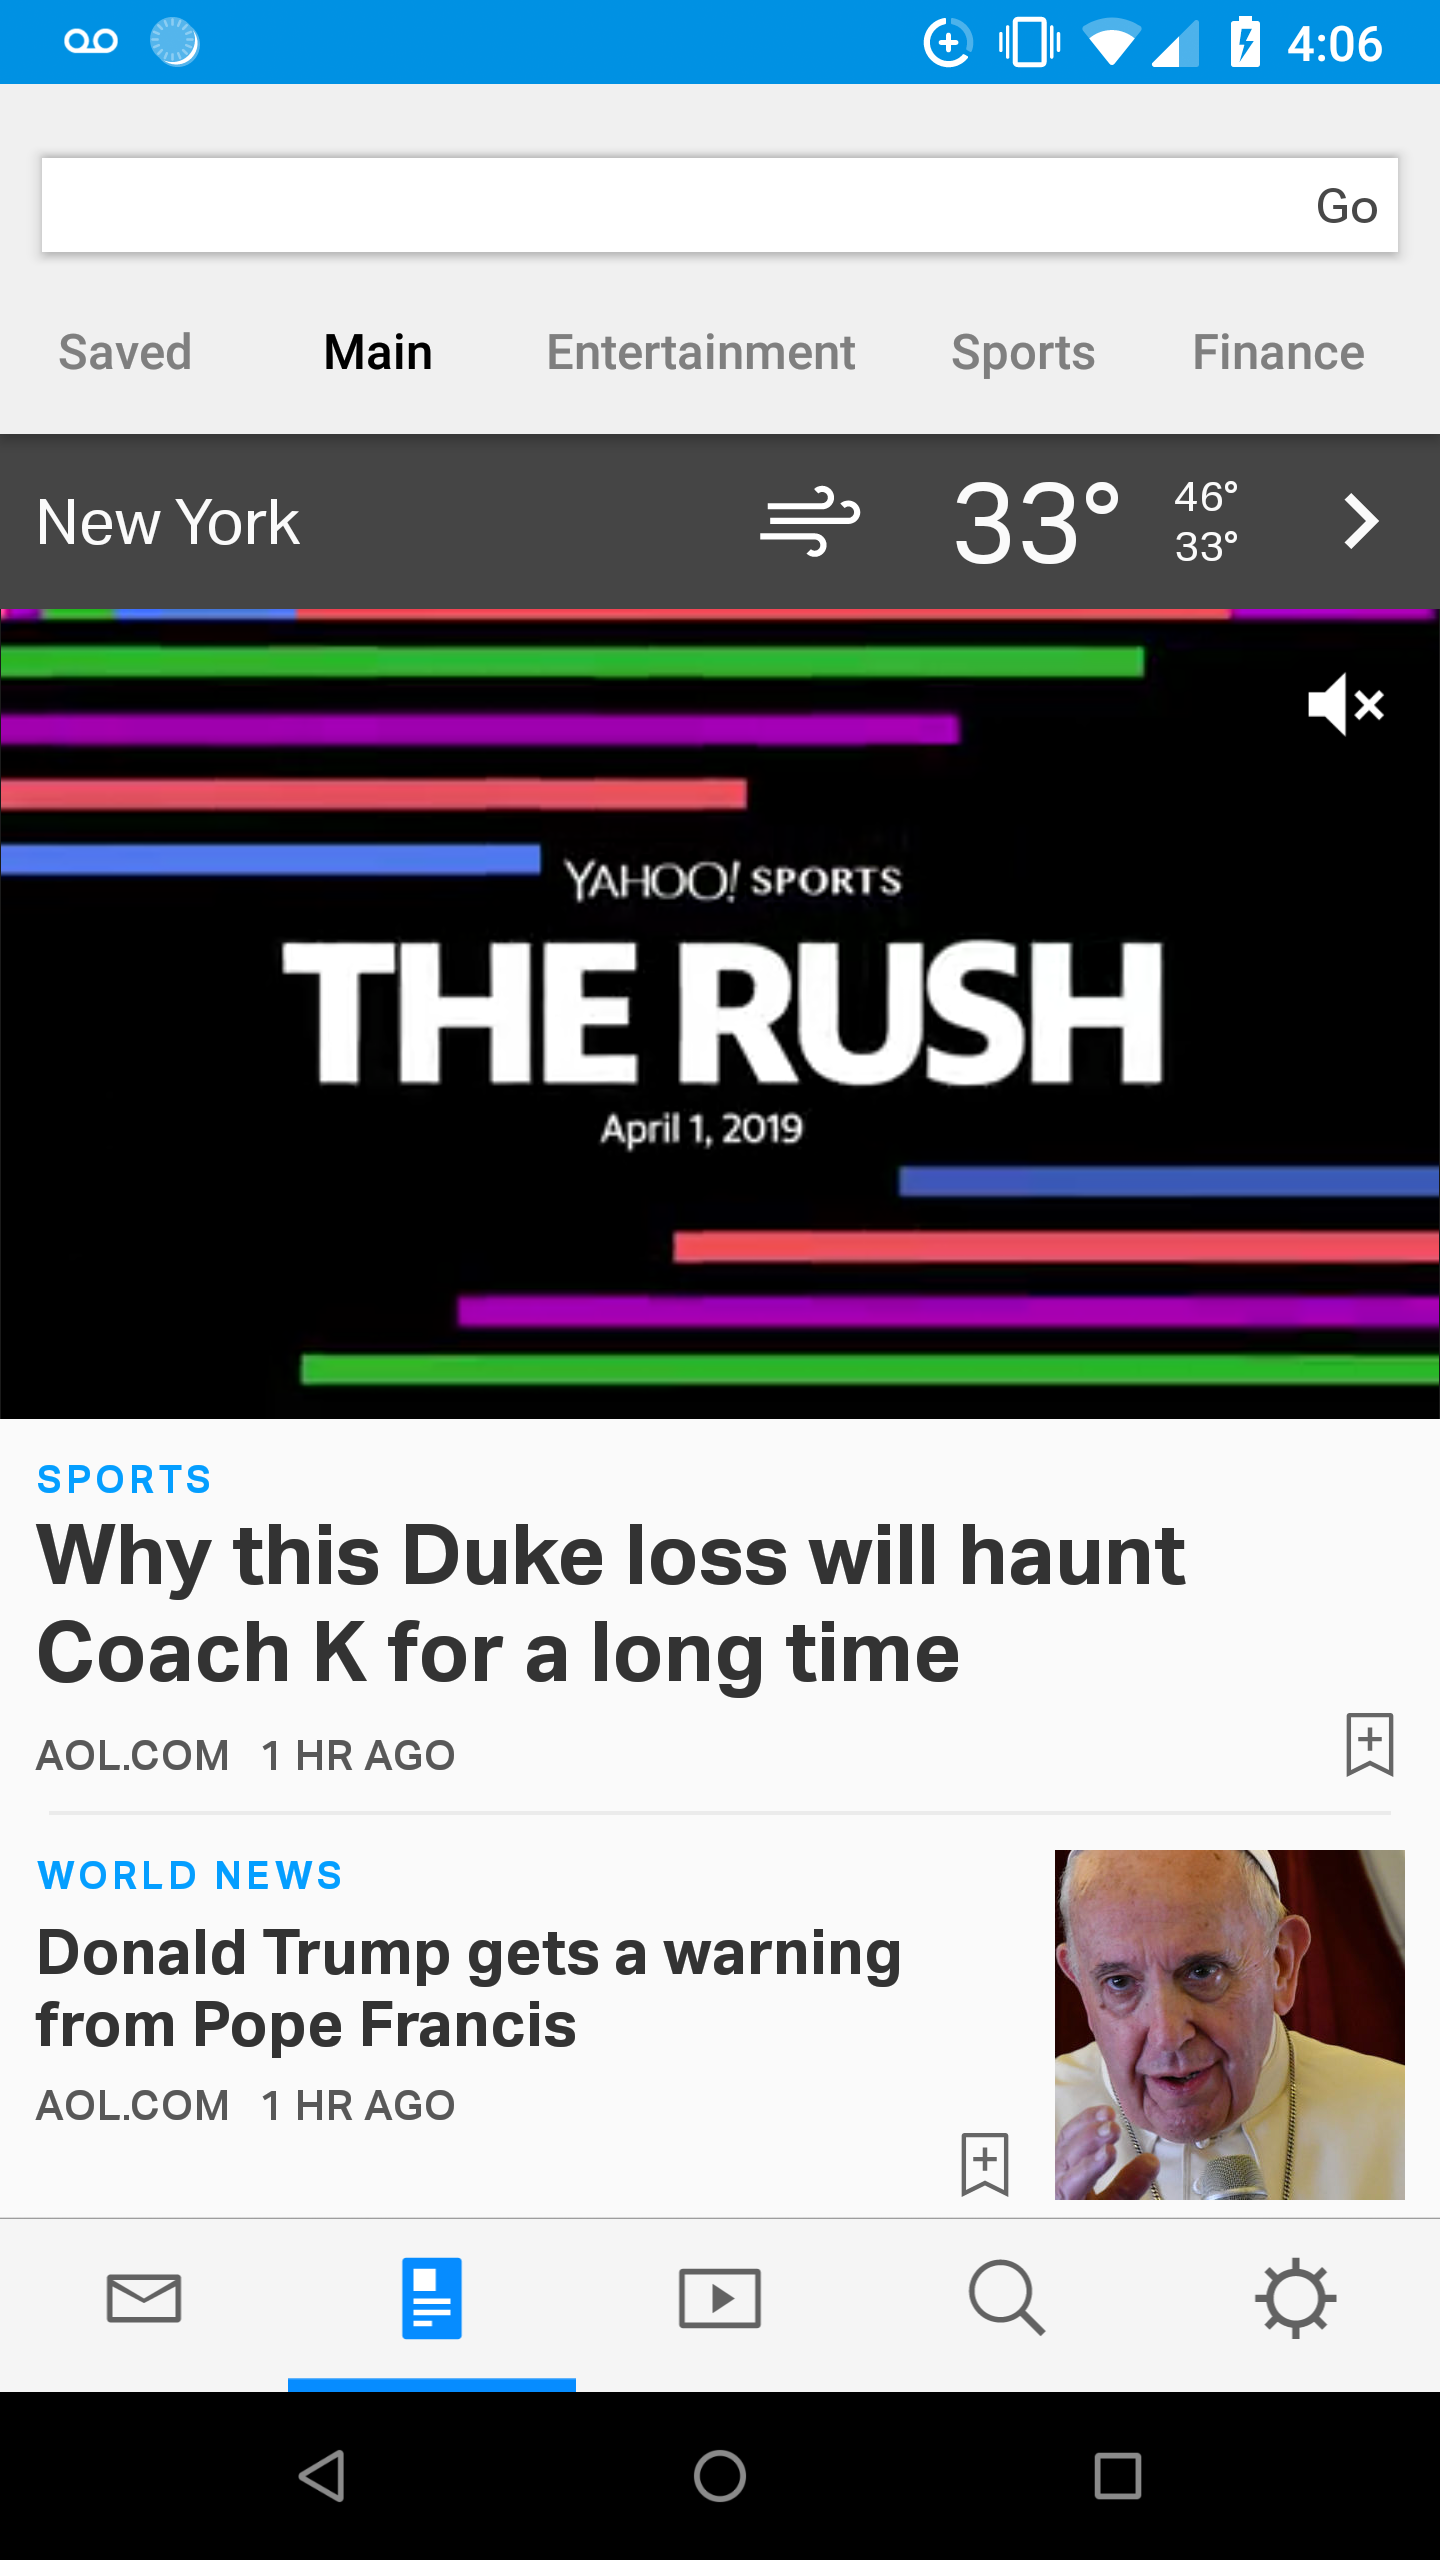 4:06
Go
Saved Main Entertainment Sports Finance
New York 33° 46°
33°
YAHOO! SPORTS
THE RUSH
April 1, 2019
SPORTS
Why this Duke loss will haunt
Coach K for a long time
AOL.COM 1 HR AGO
WORLD NEWS
Donald Trump gets a warning
from Pope Francis
AOL.COM 1 HR AGO